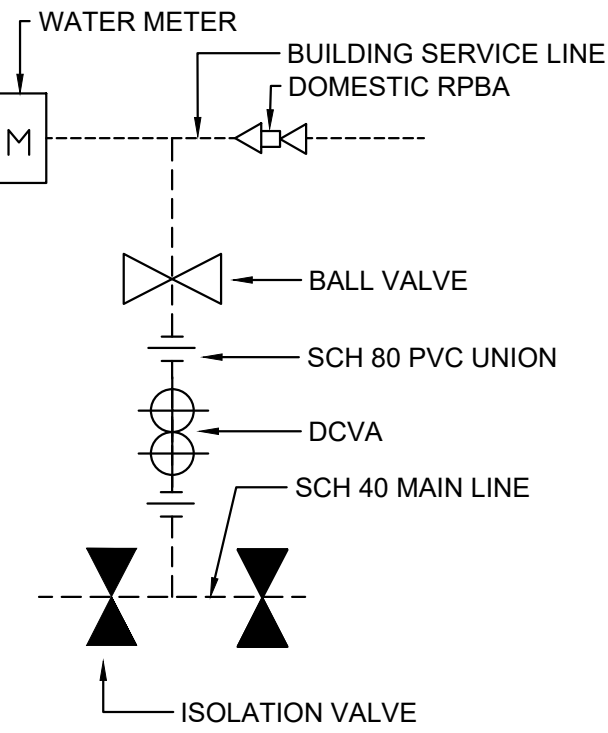 WATER METER
BUILDING SERVICE LINE
DOMESTIC RPBA
M
BALL VALVE
SCH 80 PVC UNION
DCVA
SCH 40 MAIN LINE
ISOLATION VALVE